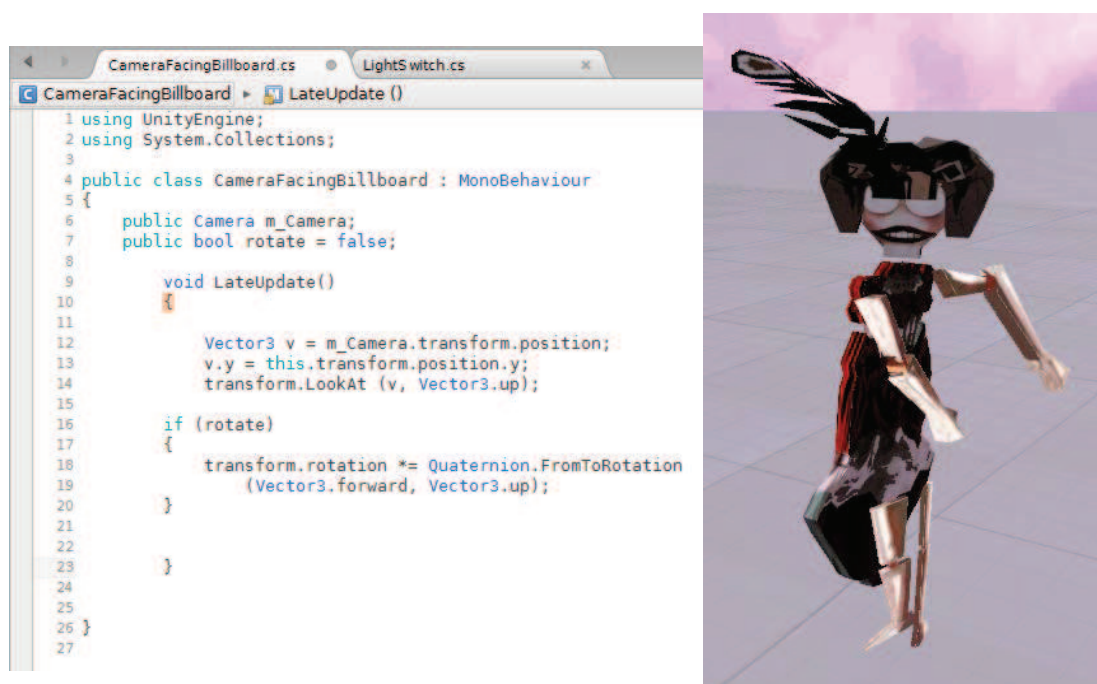 CameraFacingBillboard.cs LightSwitch.cs
CameraFacingBillboard ▸ LateUpdate ()
1 using UnityEngine;
2 using System.Collections;
3
4 public class CameraFacingBillboard : MonoBehaviour
5 {
6 public Camera m_Camera;
7 public bool rotate = false;
8
9 void LateUpdate()
10 {
11
12 Vector3 v = m_Camera.transform.position;
13 v.y = this.transform.position.y;
14 transform.LookAt (v, Vector3.up);
15
16 if (rotate)
17 {
18 transform.rotation *= Quaternion.FromToRotation
19 (Vector3.forward, Vector3.up);
20 }
21
22
23 }
24
25
26 }
27